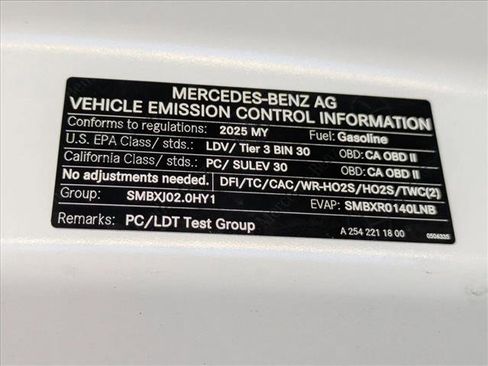 MERCEDES-BENZ AG
VEHICLE EMISSION CONTROL INFORMATION
Conforms to regulations: 2025 MY Fuel: Gasoline
U.S. EPA Class/ stds.: LDV/ Tier 3 BIN 30 OBD: CA OBD II
California Class/ stds.: PC/ SULEV 30 OBD: CA OBD II
No adjustments needed. DFI/TC/CAC/WR-HO2S/HO2S/TWC(2)
Group: SMBXJ02.0HY1 EVAP: SMBXR0140LNB
Remarks: PC/LDT Test Group A 254 221 18 00